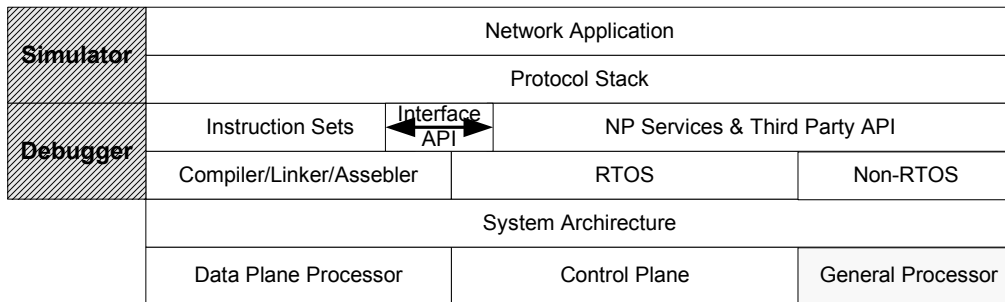 Simulator
Network Application
Protocol Stack
Debugger
Instruction Sets
Interface
API
NP Services & Third Party API
Compiler/Linker/Assebler
RTOS
Non-RTOS
System Archirecture
Data Plane Processor
Control Plane
General Processor